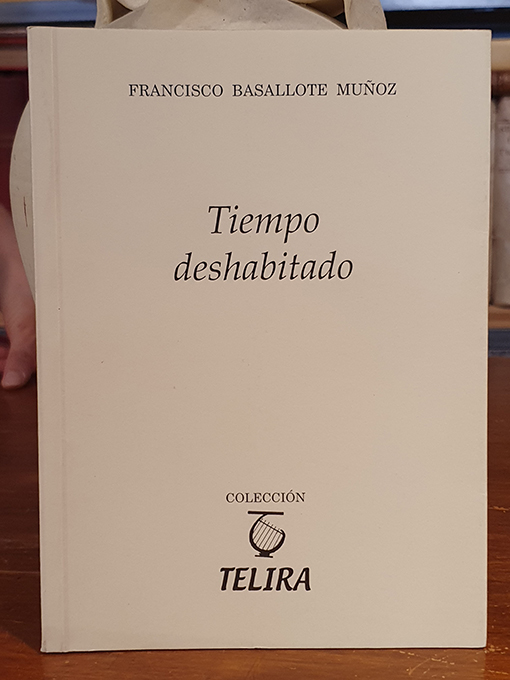 FRANCISCO BASALLOTE MUÑOZ
Tiempo
deshabitado
COLECCIÓN
TELIRA